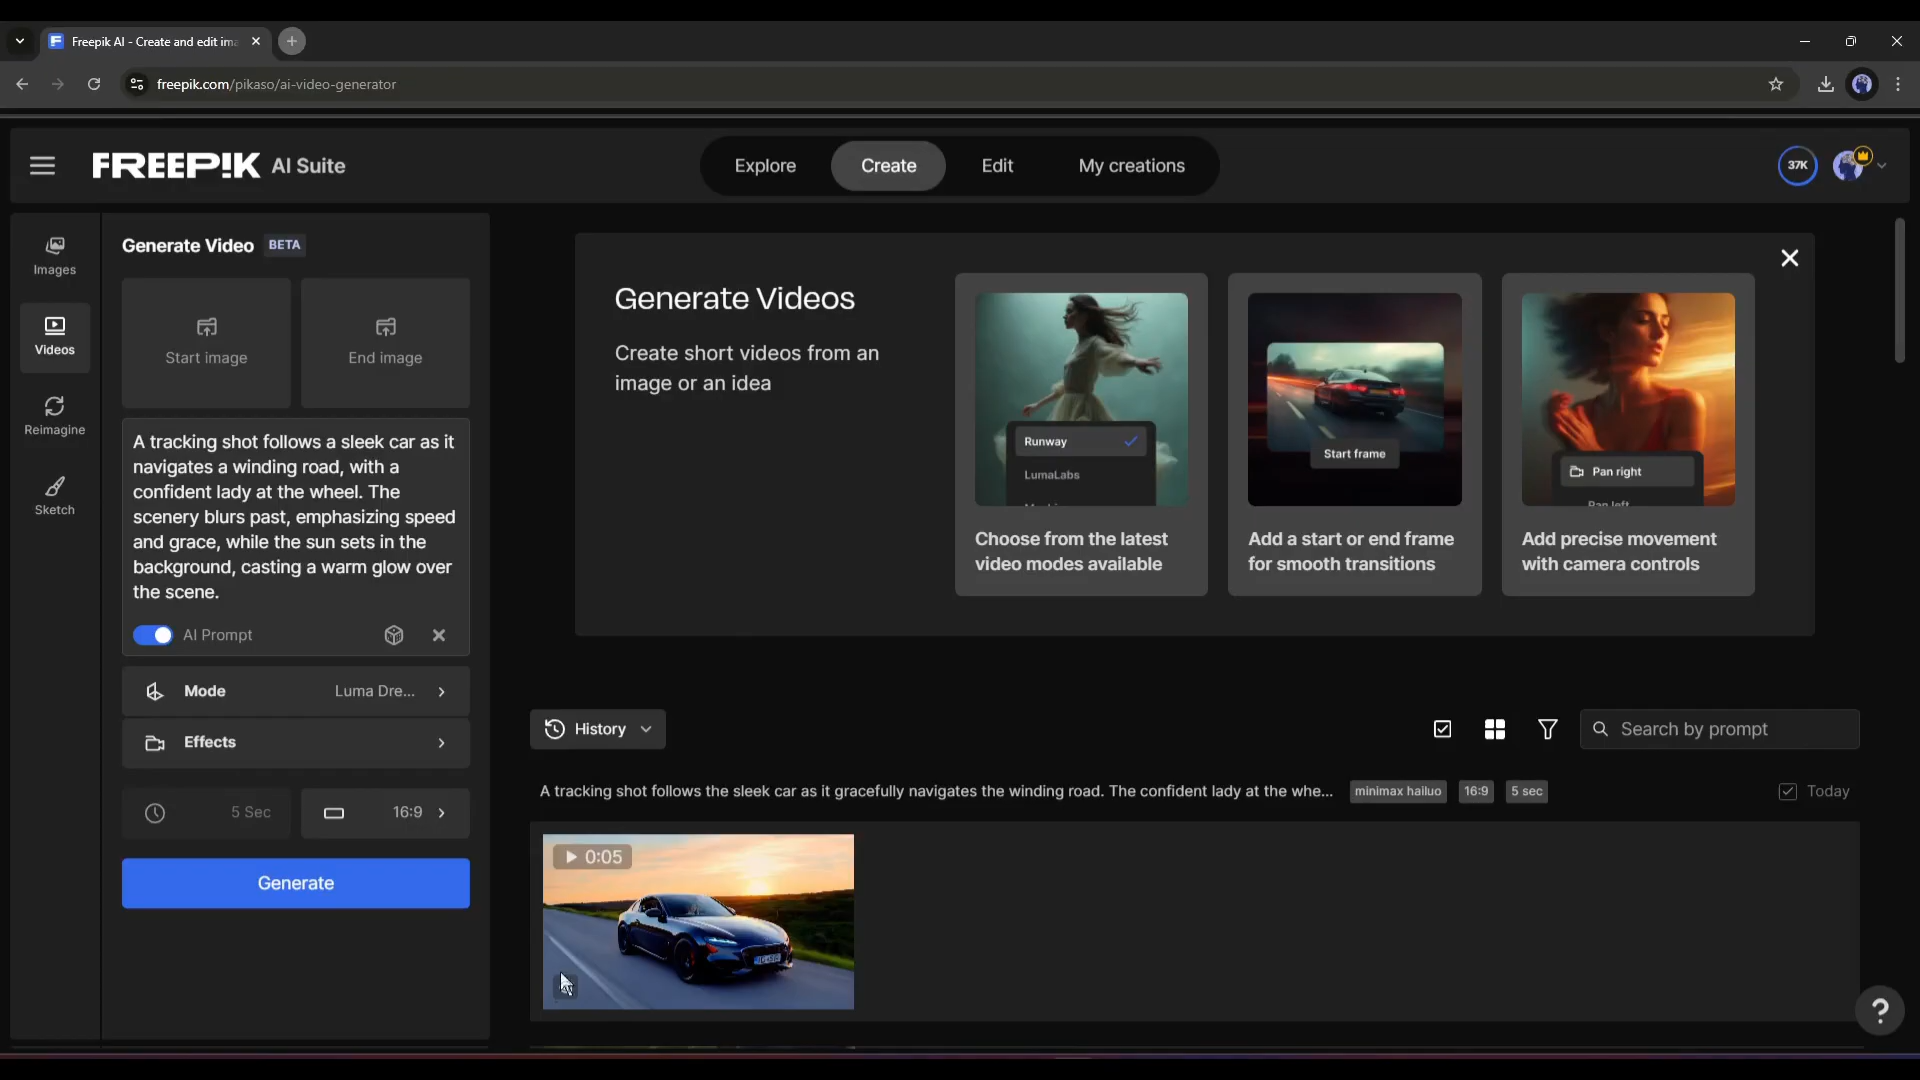 Freepik AI - Create and edit im
freepik.com/pikaso/ai-video-generator
FREEP!K AI Suite
Explore
Create
Edit
My creations
37K
Images
Videos
Reimagine
Sketch
Generate Video BETA
Start image
End image
A tracking shot follows a sleek car as it
navigates a winding road, with a
confident lady at the wheel. The
scenery blurs past, emphasizing speed
and grace, while the sun sets in the
background, casting a warm glow over
the scene.
AI Prompt
Mode Luma Dre...
Effects
5 Sec
16:9
Generate
Generate Videos
Create short videos from an
image or an idea
Runway
LumaLabs
Choose from the latest
video modes available
Start frame
Add a start or end frame
for smooth transitions
Pan right
Pan left
Add precise movement
with camera controls
History
Search by prompt
A tracking shot follows the sleek car as it gracefully navigates the winding road. The confident lady at the whe...
minimax hailuo
16:9
5 sec
Today
0:05
?